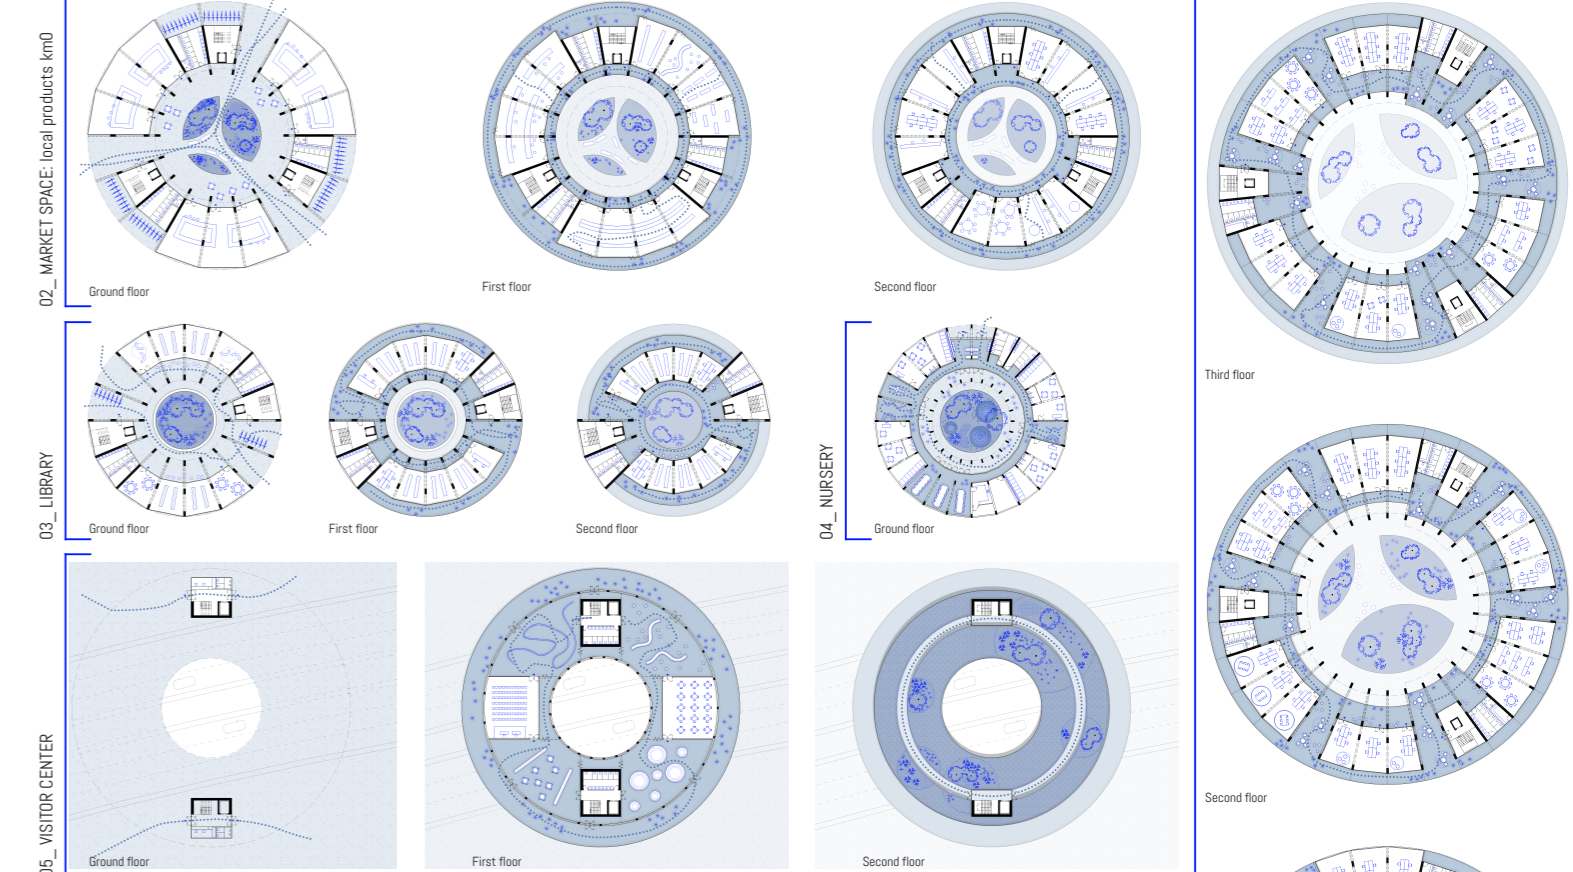 02_ MARKET SPACE: local products km0
Ground floor
First floor
Second floor
03_ LIBRARY
Ground floor
First floor
Second floor
04_ NURSERY
Ground floor
05_ VISITOR CENTER
Ground floor
First floor
Second floor
Third floor
Second floor